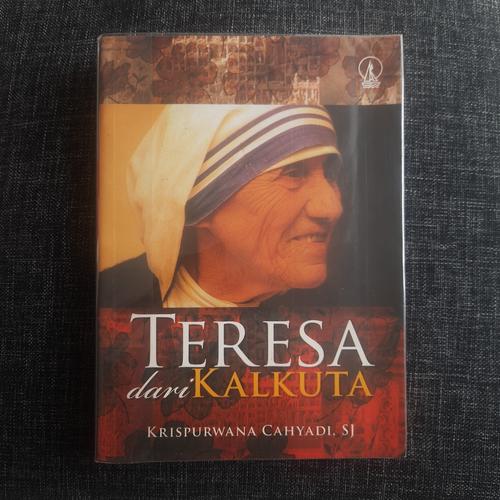 TERESA
dari KALKUTA
KRISPURWANA CAHYADI, SJ